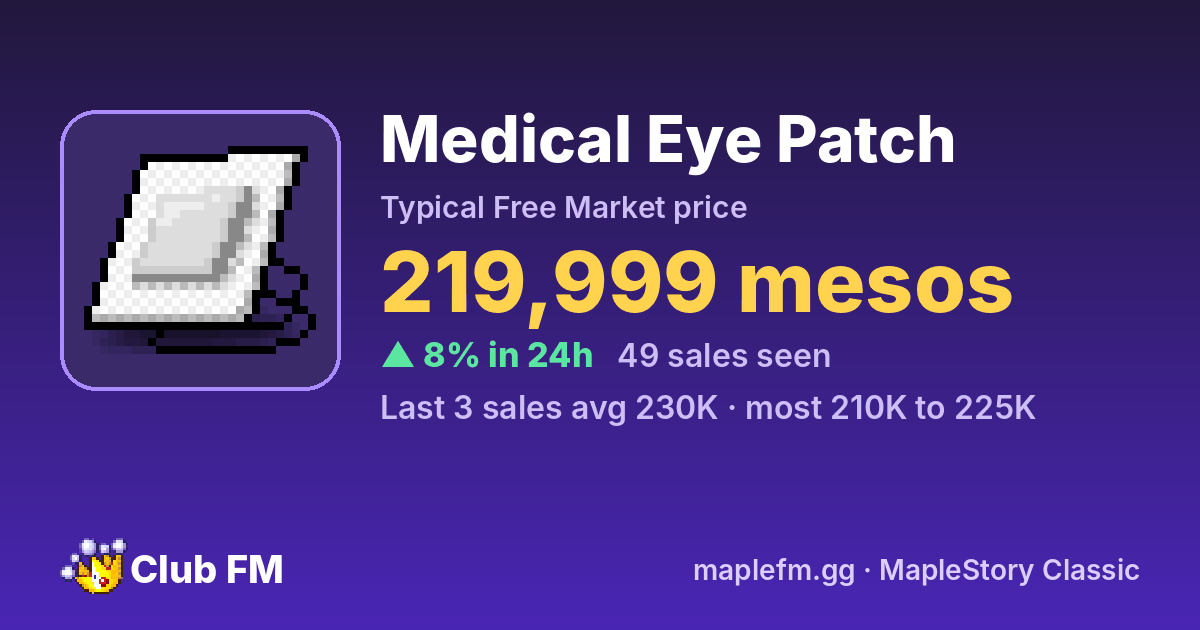 Medical Eye Patch
Typical Free Market price
219,999 mesos
▲ 8% in 24h 49 sales seen
Last 3 sales avg 230K · most 210K to 225K
Club FM
maplefm.gg · MapleStory Classic